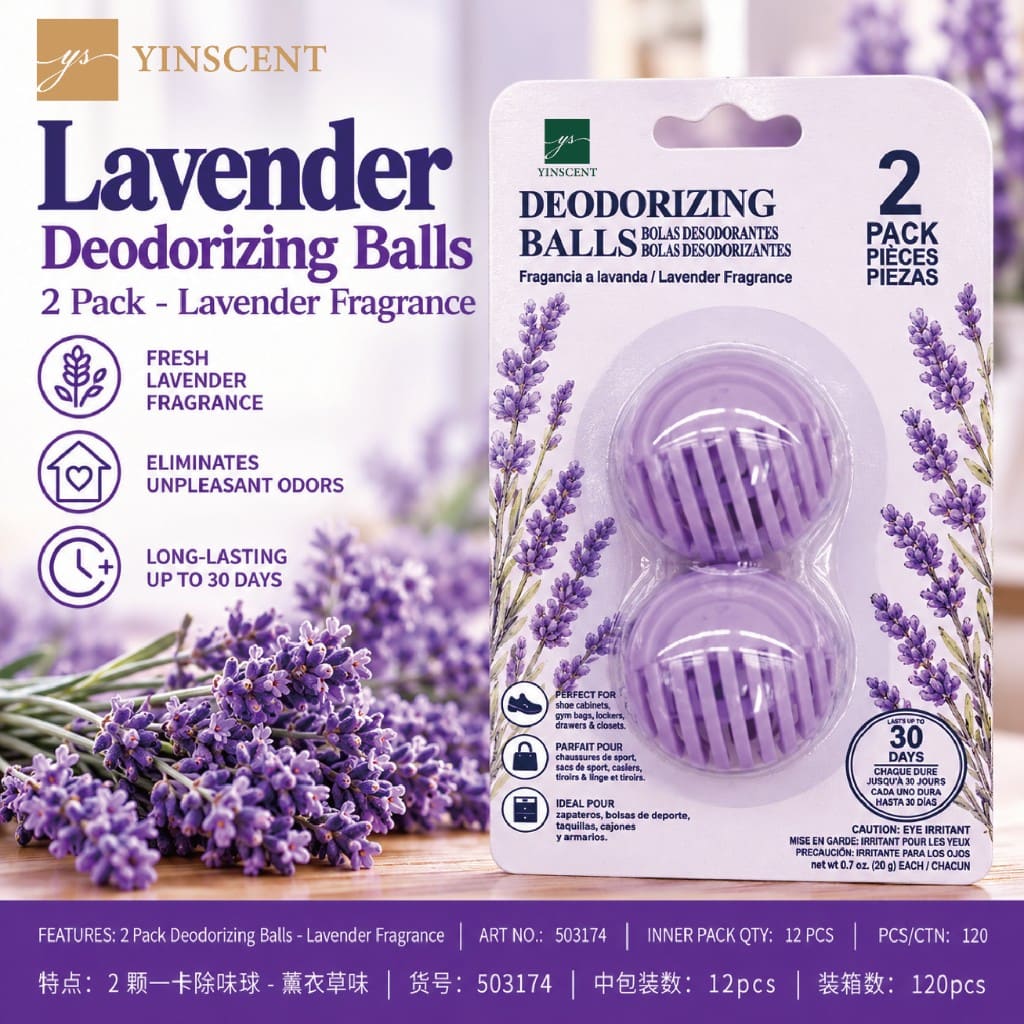 ys YINSCENT
Lavender
Deodorizing Balls
2 Pack - Lavender Fragrance
FRESH
LAVENDER
FRAGRANCE
ELIMINATES
UNPLEASANT ODORS
LONG-LASTING
UP TO 30 DAYS
ys
YINSCENT
DEODORIZING
BALLS BOLAS DESODORANTES
BOLAS DESODORIZANTES
Fragancia a lavanda / Lavender Fragrance
2
PACK
PIÈCES
PIEZAS
PERFECT FOR
shoe cabinets,
gym bags, lockers,
drawers & closets.
PARFAIT POUR
chaussures de sport,
sacs de sport, casiers,
tiroirs & linge et tiroirs.
IDEAL POUR
zapateros, bolsas de deporte,
taquillas, cajones
y armarios.
LASTS UP TO
30
DAYS
CHAQUE DURE
JUSQU'À 30 JOURS
CADA UNO DURA
HASTA 30 DÍAS
CAUTION: EYE IRRITANT
MISE EN GARDE: IRRITANT POUR LES YEUX
PRECAUCIÓN: IRRITANTE PARA LOS OJOS
net wt 0.7 oz. (20 g) EACH / CHACUN
FEATURES: 2 Pack Deodorizing Balls - Lavender Fragrance | ART NO.: 503174 | INNER PACK QTY: 12 PCS | PCS/CTN: 120
特点: 2 颗一卡除味球 - 薰衣草味 | 货号: 503174 | 中包装数: 12pcs | 装箱数: 120pcs